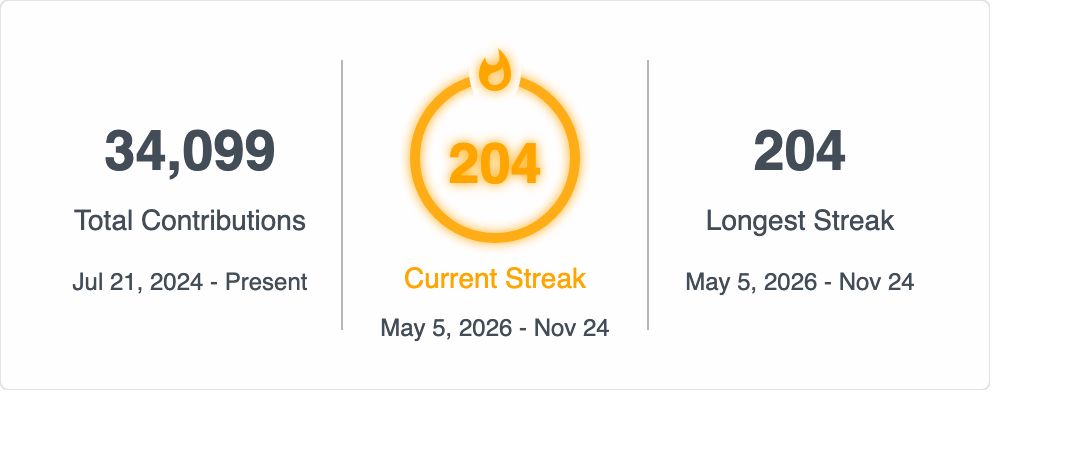 34,099
Total Contributions
Jul 21, 2024 - Present
204
Current Streak
May 5, 2026 - Nov 24
204
Longest Streak
May 5, 2026 - Nov 24